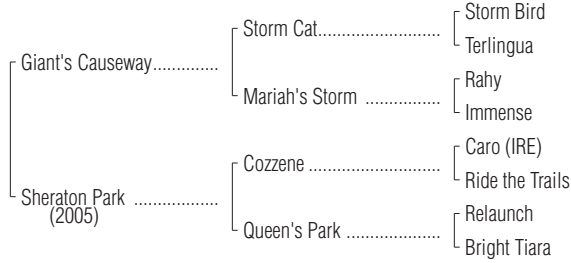 Giant's Causeway..............
Storm Cat..........................
Storm Bird
Terlingua
Mariah's Storm ................
Rahy
Immense
Sheraton Park ..................
(2005)
Cozzene ............................
Caro (IRE)
Ride the Trails
Queen's Park ....................
Relaunch
Bright Tiara